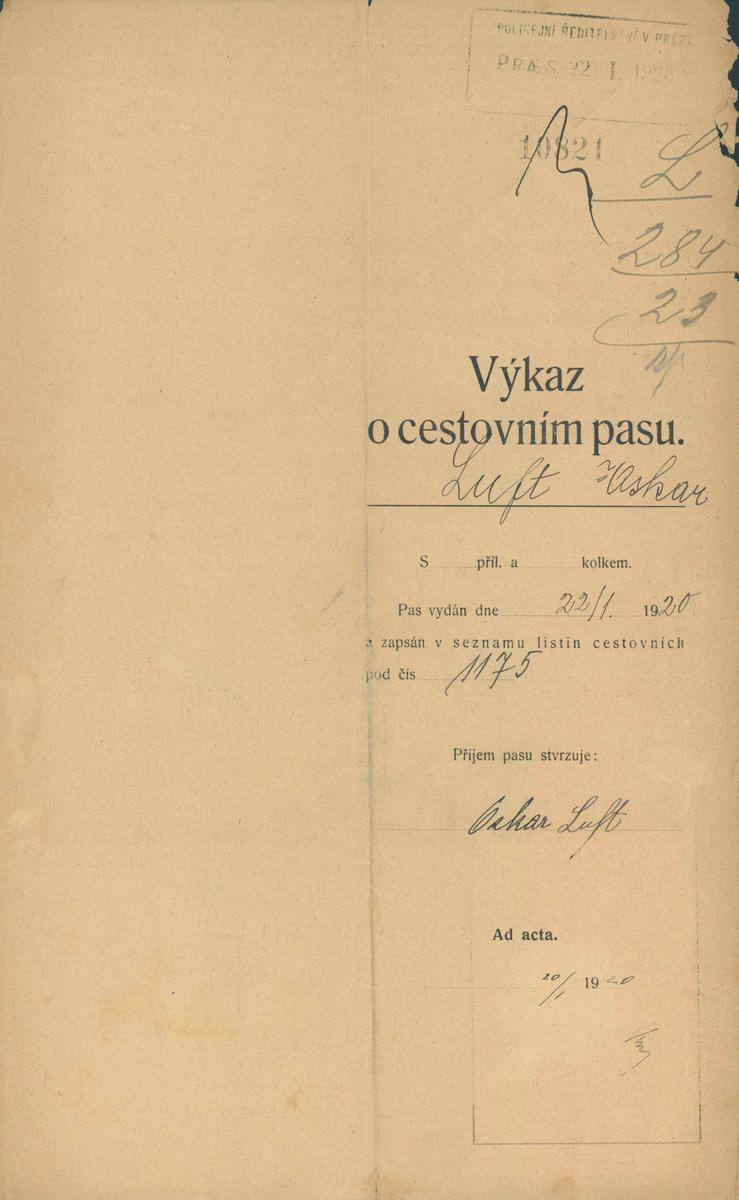 POLICEJNÍ ŘEDITELSTVÍ V PRAZE
PRÆS 22 I. 1920
10821
L
284
23
Výkaz
o cestovním pasu.
Luft Oskar
S příl. a kolkem.
Pas vydán dne 22/1. 1920
a zapsán v seznamu listin cestovních
pod čís 1175
Příjem pasu stvrzuje:
Oskar Luft
Ad acta.
20/1 1920